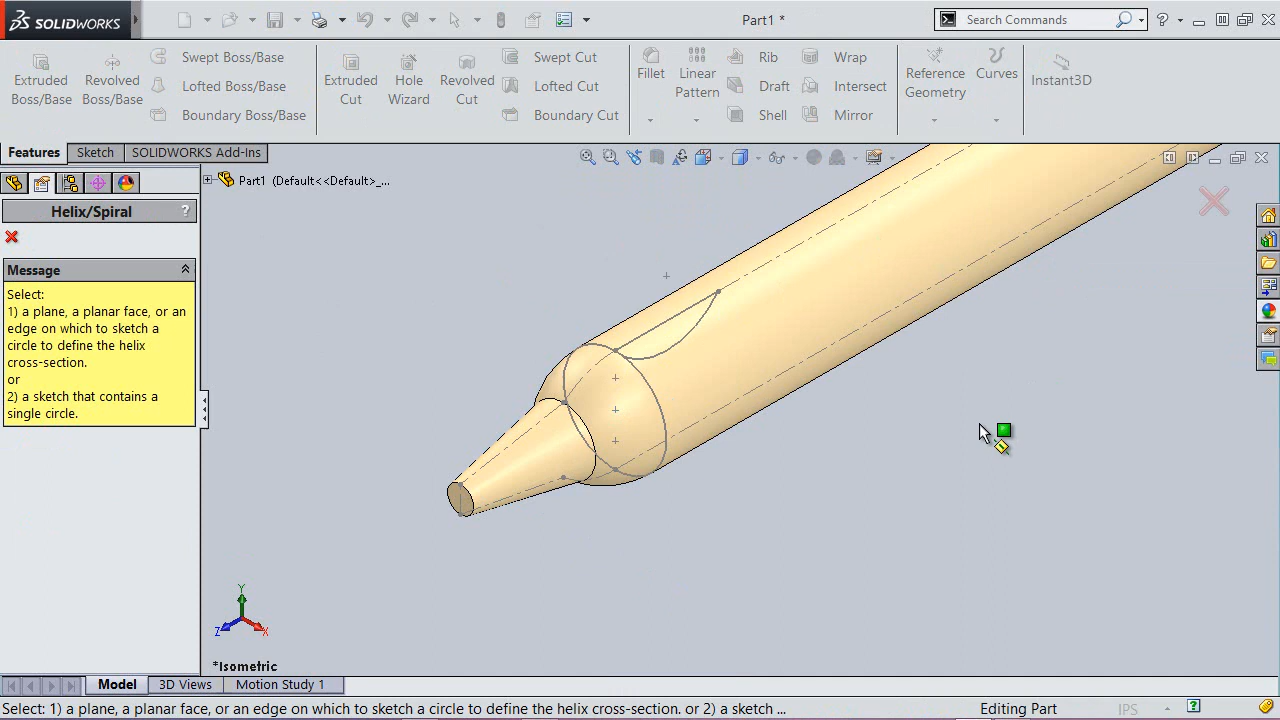 SOLIDWORKS
Part1 *
Search Commands
?
Extruded
Boss/Base
Revolved
Boss/Base
Swept Boss/Base
Lofted Boss/Base
Boundary Boss/Base
Extruded
Cut
Hole
Wizard
Revolved
Cut
Swept Cut
Lofted Cut
Boundary Cut
Fillet
Linear
Pattern
Rib
Draft
Shell
Wrap
Intersect
Mirror
Reference
Geometry
Curves
Instant3D
Features
Sketch
SOLIDWORKS Add-Ins
Part1 (Default<<Default>_...
Helix/Spiral
?
Message
Select:
1) a plane, a planar face, or an
edge on which to sketch a
circle to define the helix
cross-section.
or
2) a sketch that contains a
single circle.
Y
Z
X
*Isometric
Model
3D Views
Motion Study 1
Select: 1) a plane, a planar face, or an edge on which to sketch a circle to define the helix cross-section. or 2) a sketch ...
Editing Part
IPS
?